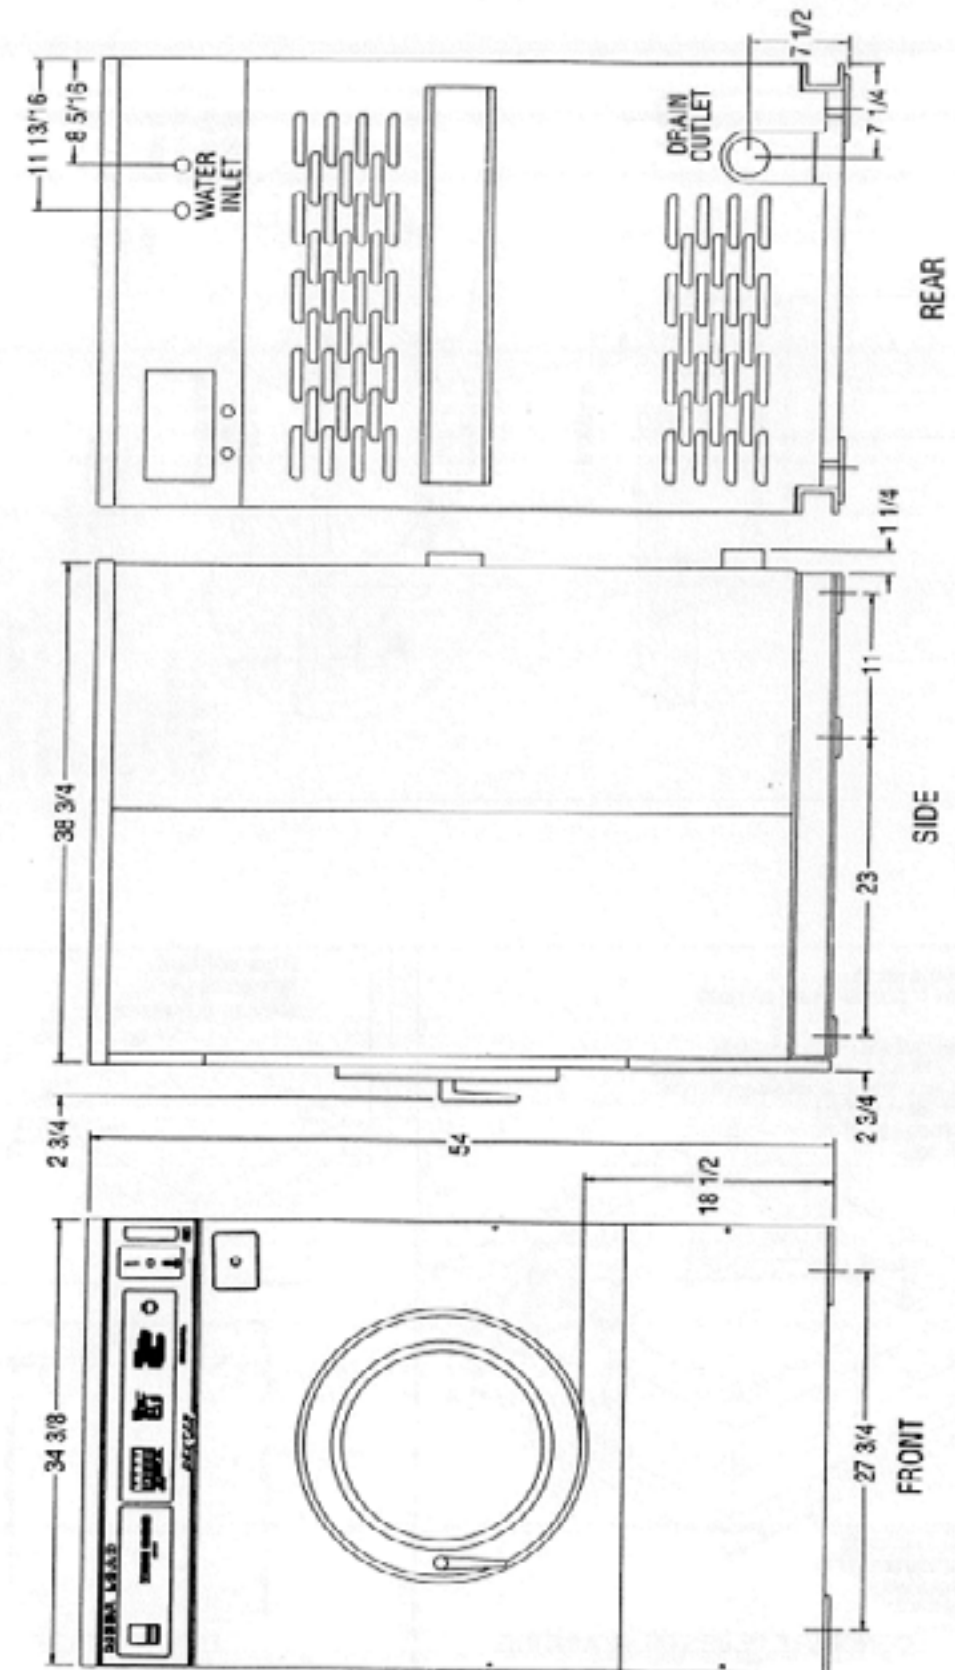 34 3/8
2 3/4
38 3/4
11 13/16
8 5/16
WATER
INLET
LOAD
54
18 1/2
DRAIN
OUTLET
7 1/2
27 3/4
2 3/4
23
11
1 1/4
7 1/4
FRONT
SIDE
REAR